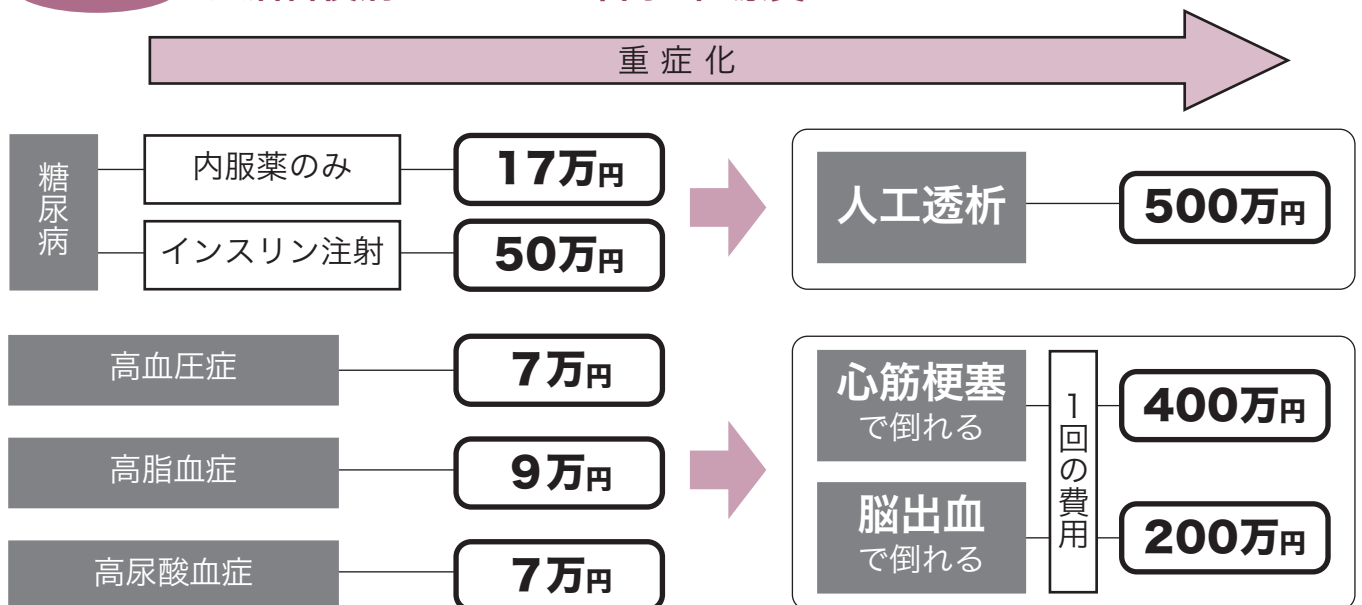 重症化
糖尿病
内服薬のみ
17万円
インスリン注射
50万円
人工透析
500万円
高血圧症
7万円
高脂血症
9万円
高尿酸血症
7万円
心筋梗塞
で倒れる
脳出血
で倒れる
1回の費用
400万円
200万円